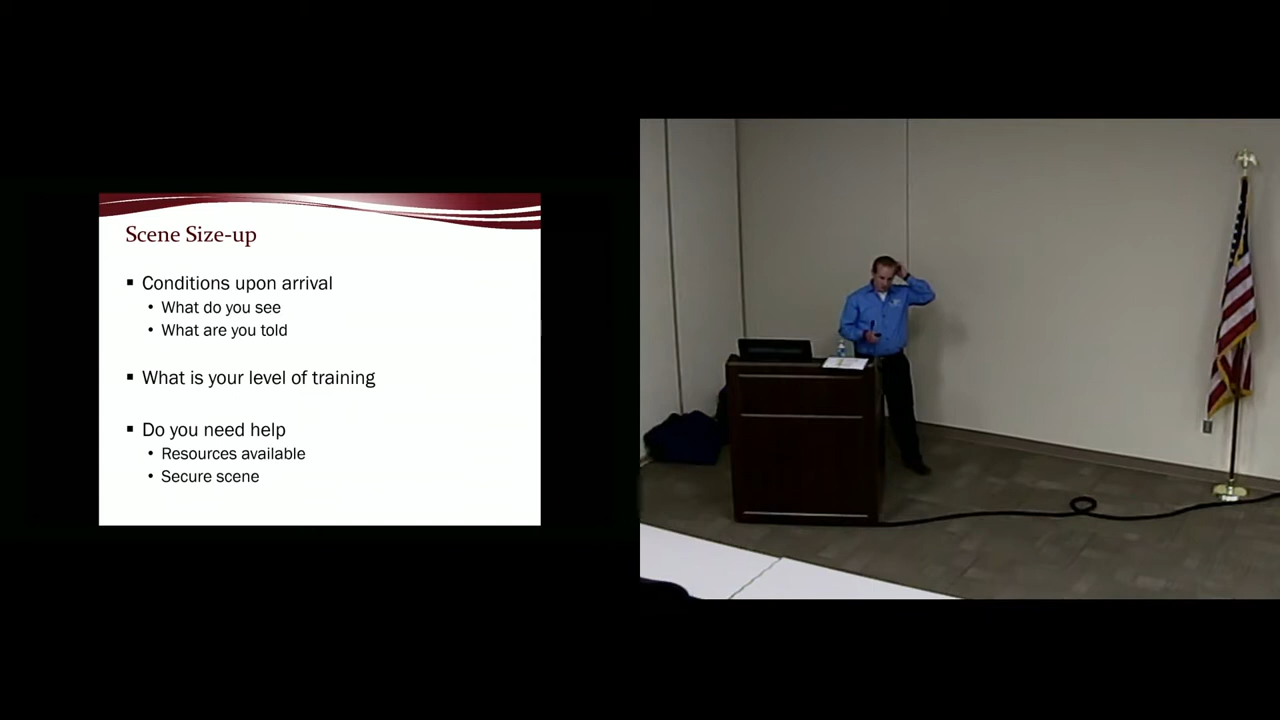 Scene Size-up
▪ Conditions upon arrival
• What do you see
• What are you told
▪ What is your level of training
▪ Do you need help
• Resources available
• Secure scene